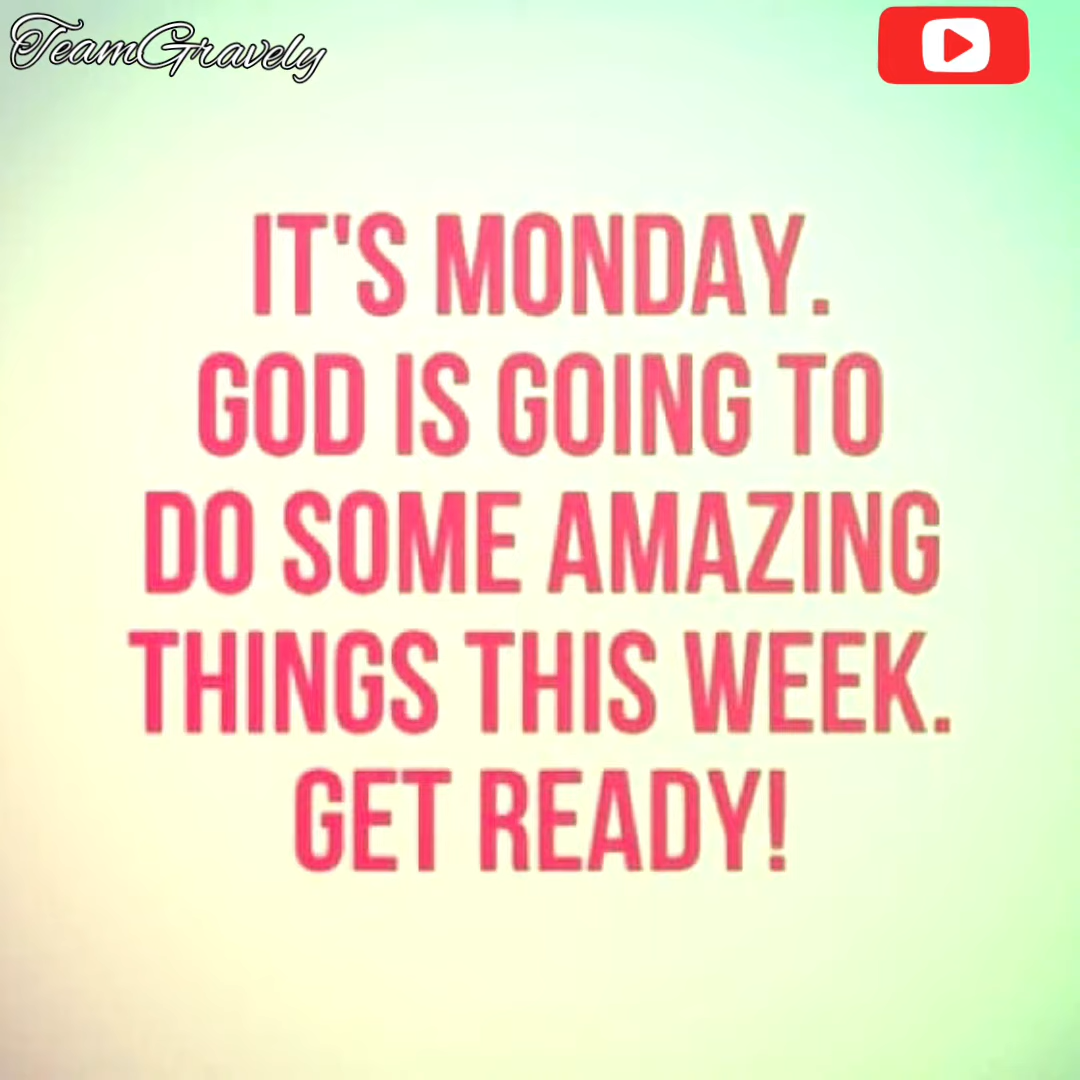 TeamGravely
IT'S MONDAY.
GOD IS GOING TO
DO SOME AMAZING
THINGS THIS WEEK.
GET READY!